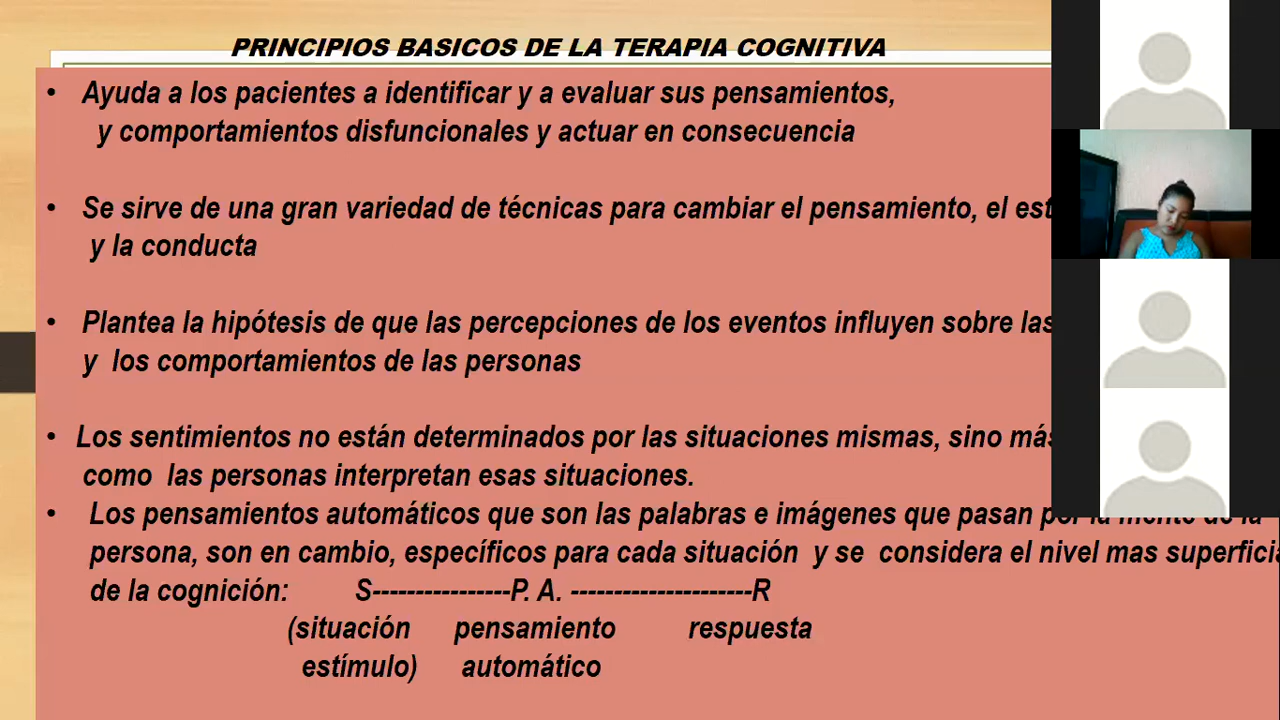 PRINCIPIOS BASICOS DE LA TERAPIA COGNITIVA
• Ayuda a los pacientes a identificar y a evaluar sus pensamientos,
y comportamientos disfuncionales y actuar en consecuencia
• Se sirve de una gran variedad de técnicas para cambiar el pensamiento, el
y la conducta
• Plantea la hipótesis de que las percepciones de los eventos influyen sobre las
y los comportamientos de las personas
• Los sentimientos no están determinados por las situaciones mismas, sino más
como las personas interpretan esas situaciones.
• Los pensamientos automáticos que son las palabras e imágenes que pasan por la mente de la
persona, son en cambio, específicos para cada situación y se considera el nivel mas
de la cognición: S----------------P. A. ---------------------R
(situación pensamiento respuesta
estímulo) automático